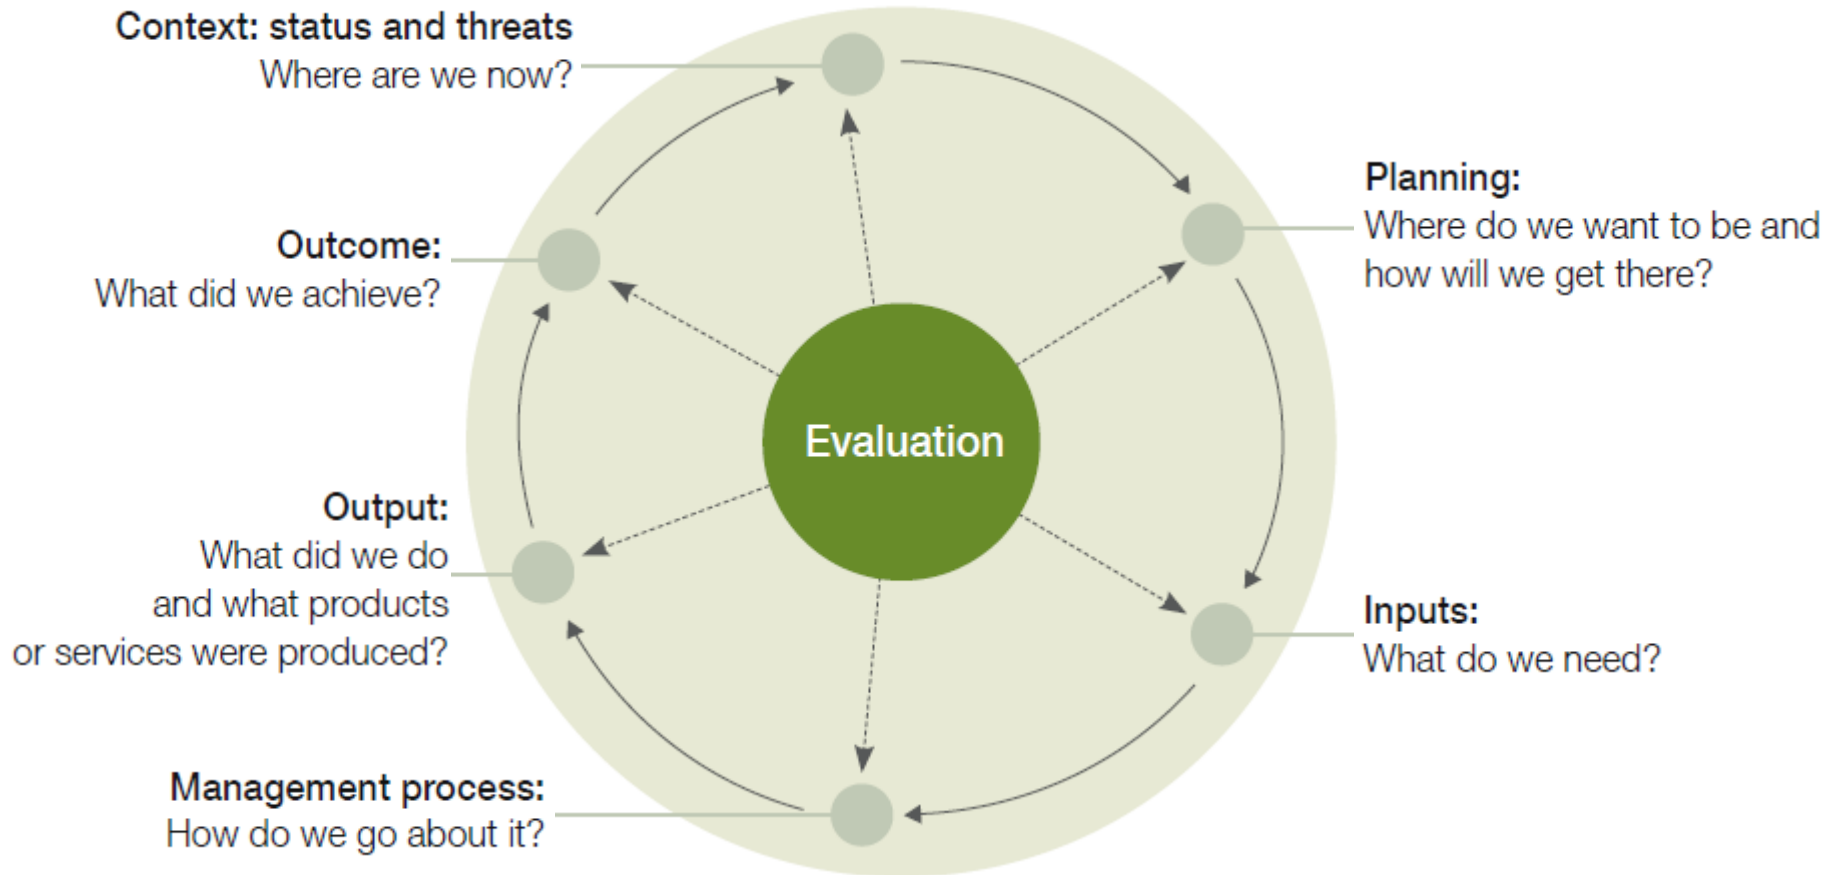 Context: status and threats
Where are we now?
Planning:
Where do we want to be and
how will we get there?
Inputs:
What do we need?
Management process:
How do we go about it?
Output:
What did we do
and what products
or services were produced?
Outcome:
What did we achieve?
Evaluation